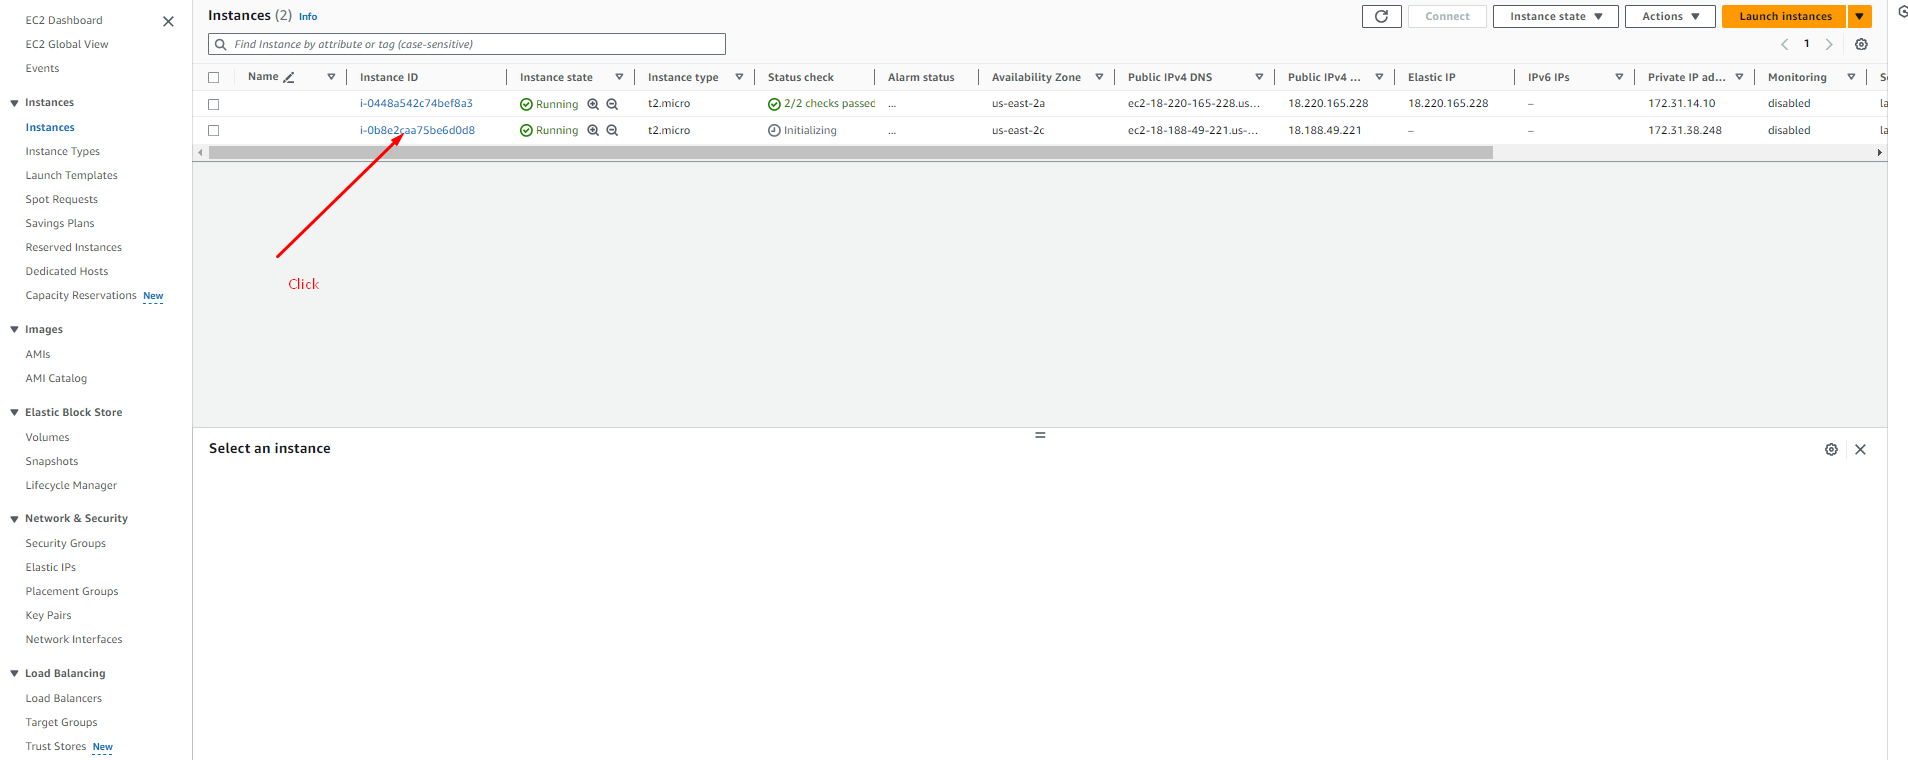 EC2 Dashboard
EC2 Global View
Events
Instances
Instances
Instance Types
Launch Templates
Spot Requests
Savings Plans
Reserved Instances
Dedicated Hosts
Capacity Reservations New
Images
AMIs
AMI Catalog
Elastic Block Store
Volumes
Snapshots
Lifecycle Manager
Network & Security
Security Groups
Elastic IPs
Placement Groups
Key Pairs
Network Interfaces
Load Balancing
Load Balancers
Target Groups
Trust Stores New
Instances (2) Info
Connect Instance state Actions Launch instances
Find Instance by attribute or tag (case-sensitive)
1
Name Instance ID Instance state Instance type Status check Alarm status Availability Zone Public IPv4 DNS Public IPv4 ... Elastic IP IPv6 IPs Private IP ad... Monitoring
i-0448a542c74bef8a3 Running t2.micro 2/2 checks passed ... us-east-2a ec2-18-220-165-228.us... 18.220.165.228 18.220.165.228 – 172.31.14.10 disabled la
i-0b8e2caa75be6d0d8 Running t2.micro Initializing ... us-east-2c ec2-18-188-49-221.us-... 18.188.49.221 – – 172.31.38.248 disabled la
Click
Select an instance